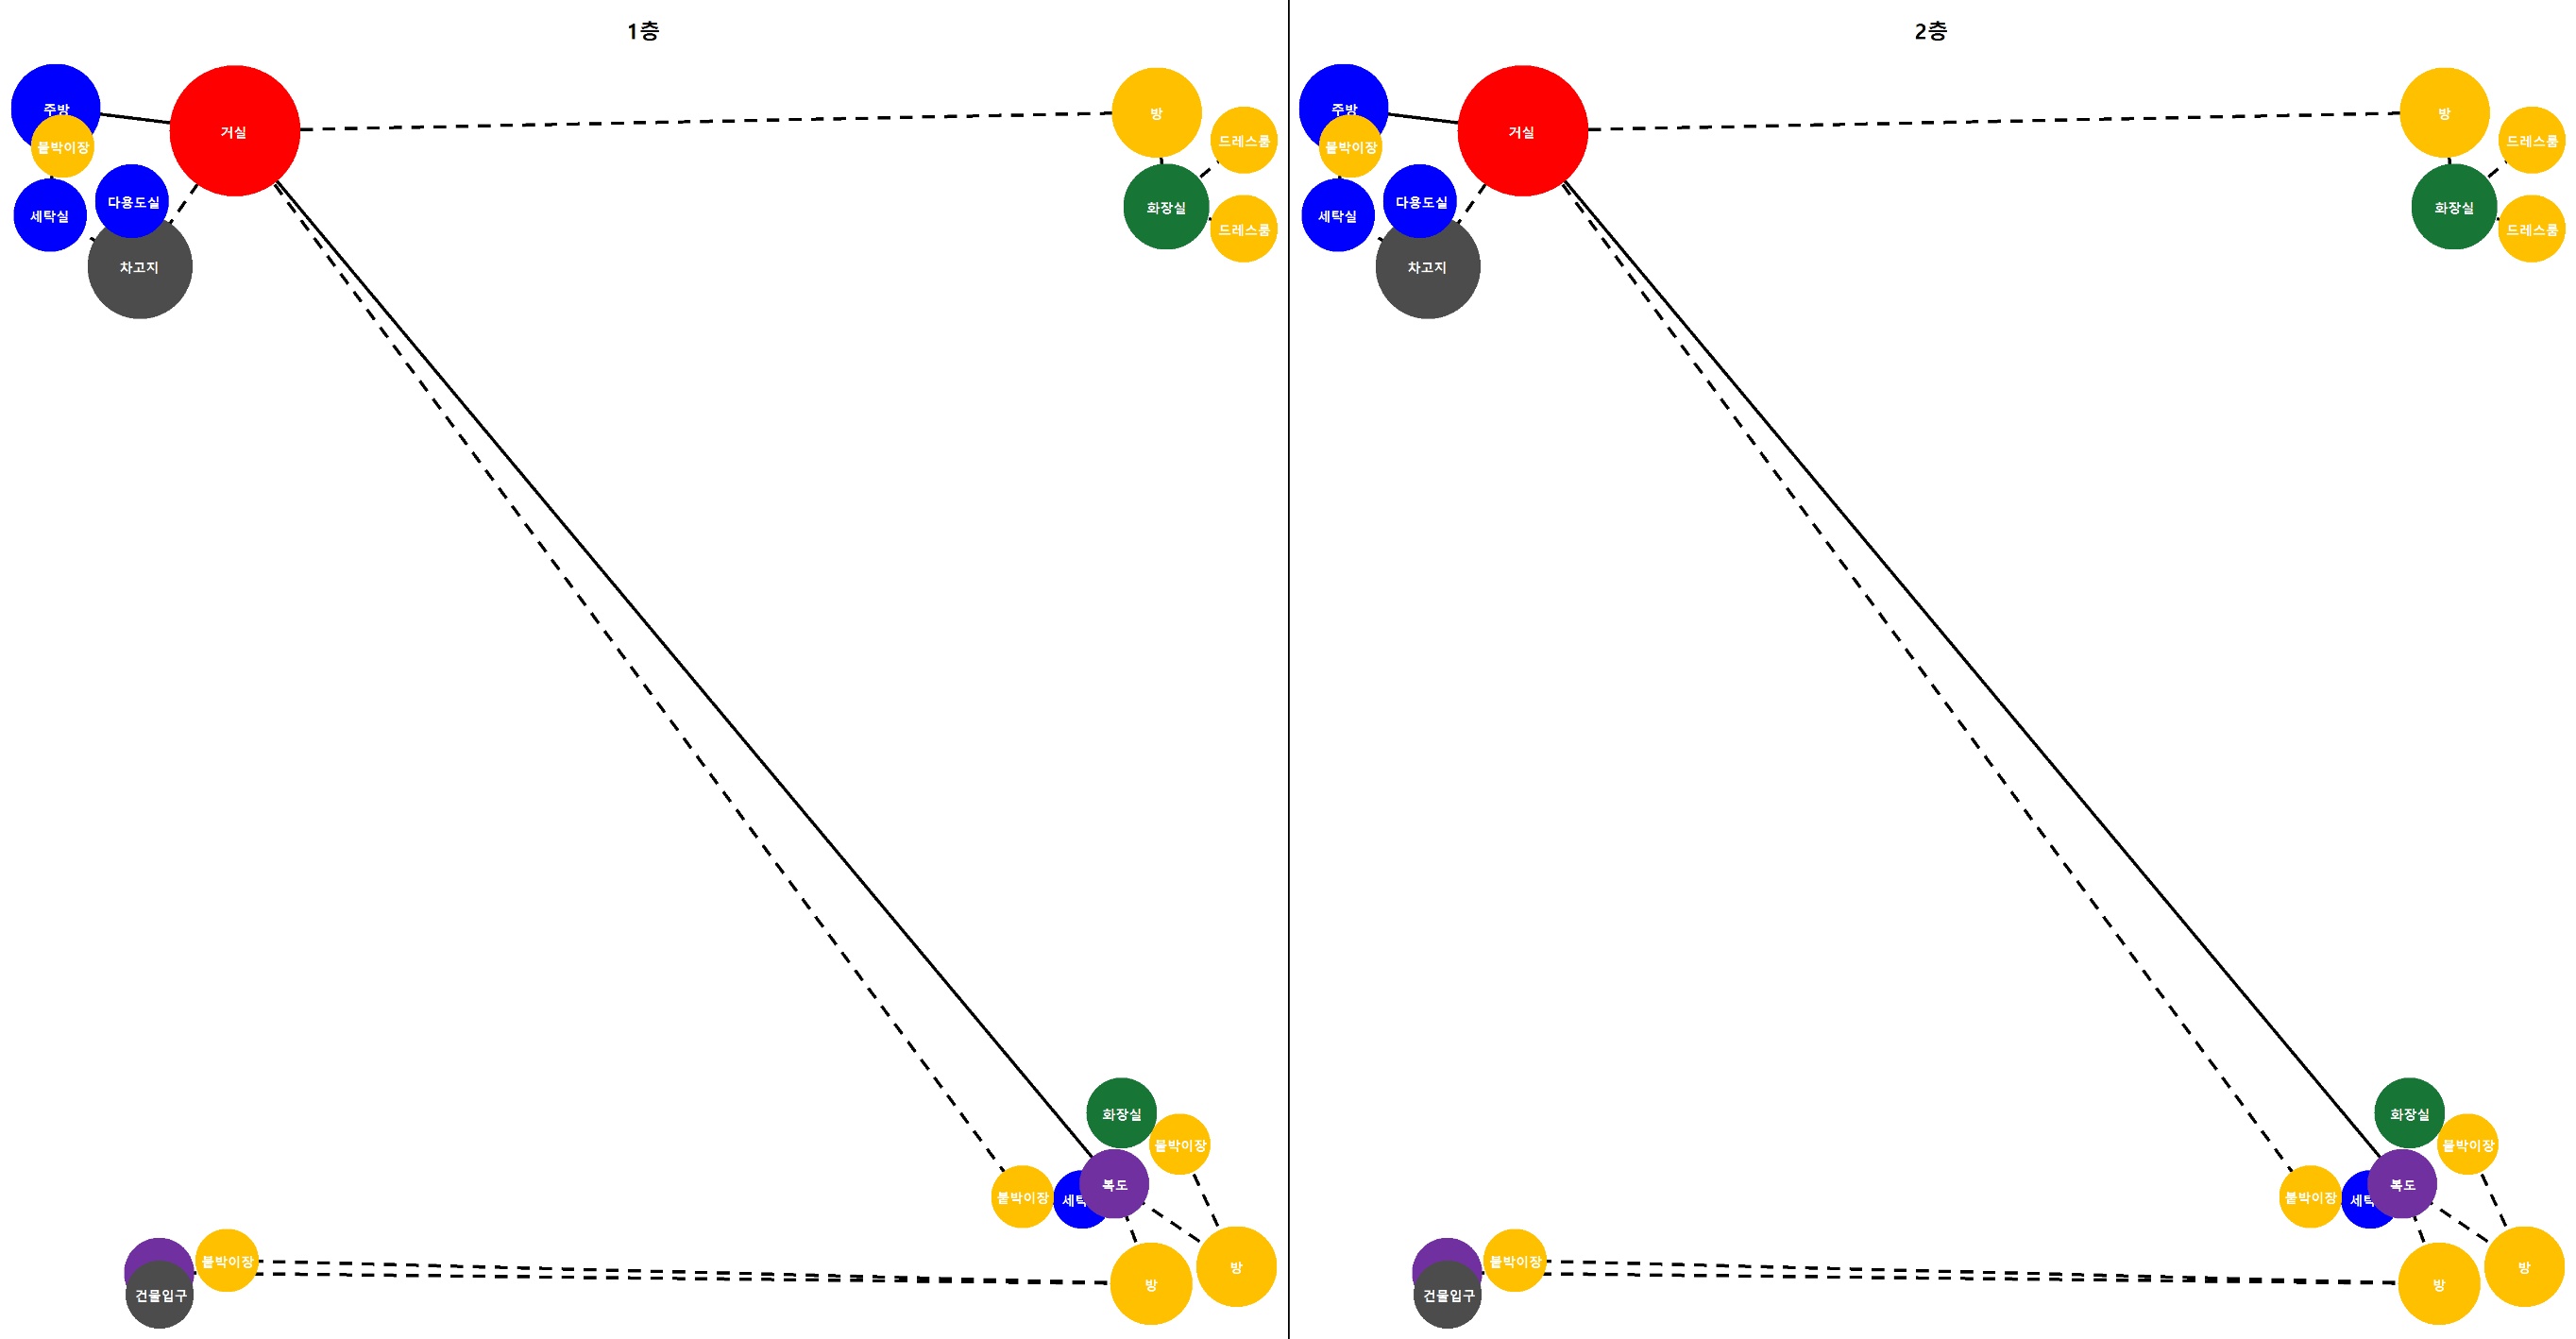 1층
주방
거실
방
드레스룸
붙박이장
다용도실
화장실
세탁실
드레스룸
차고지
화장실
붙박이장
복도
붙박이장
세탁
붙박이장
방
방
건물입구
2층
주방
거실
방
드레스룸
붙박이장
다용도실
화장실
세탁실
드레스룸
차고지
화장실
붙박이장
복도
붙박이장
세탁
붙박이장
방
방
건물입구